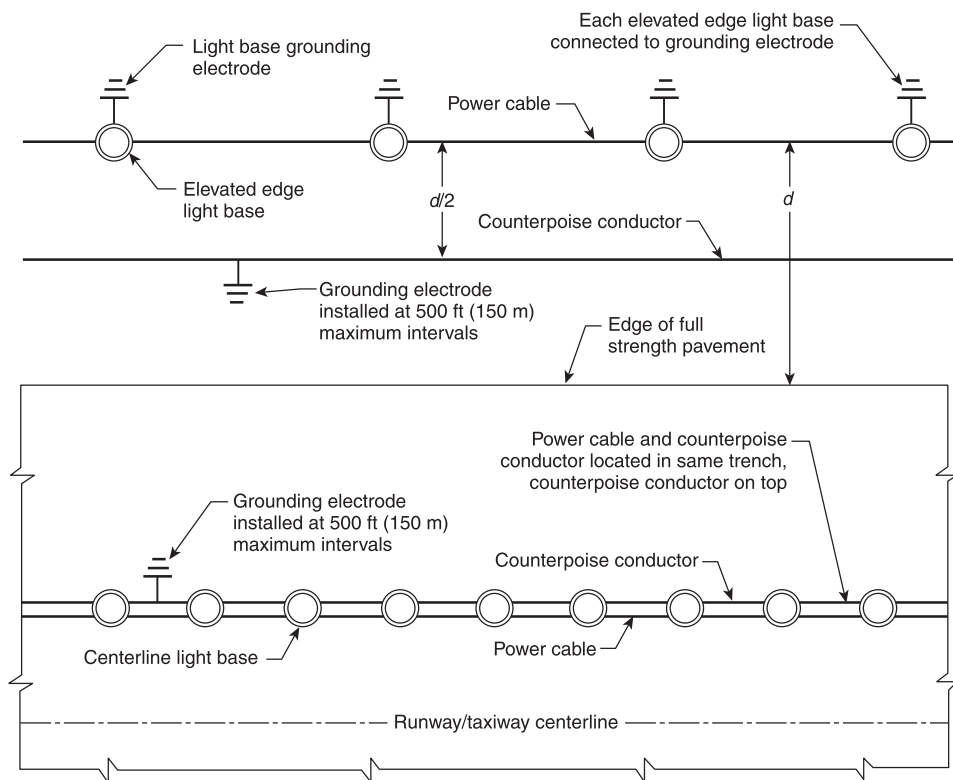 Light base grounding
electrode
Each elevated edge light base
connected to grounding electrode
Power cable
Elevated edge
light base
d/2
d
Counterpoise conductor
Grounding electrode
installed at 500 ft (150 m)
maximum intervals
Edge of full
strength pavement
Power cable and counterpoise
conductor located in same trench,
counterpoise conductor on top
Grounding electrode
installed at 500 ft (150 m)
maximum intervals
Counterpoise conductor
Centerline light base
Power cable
Runway/taxiway centerline